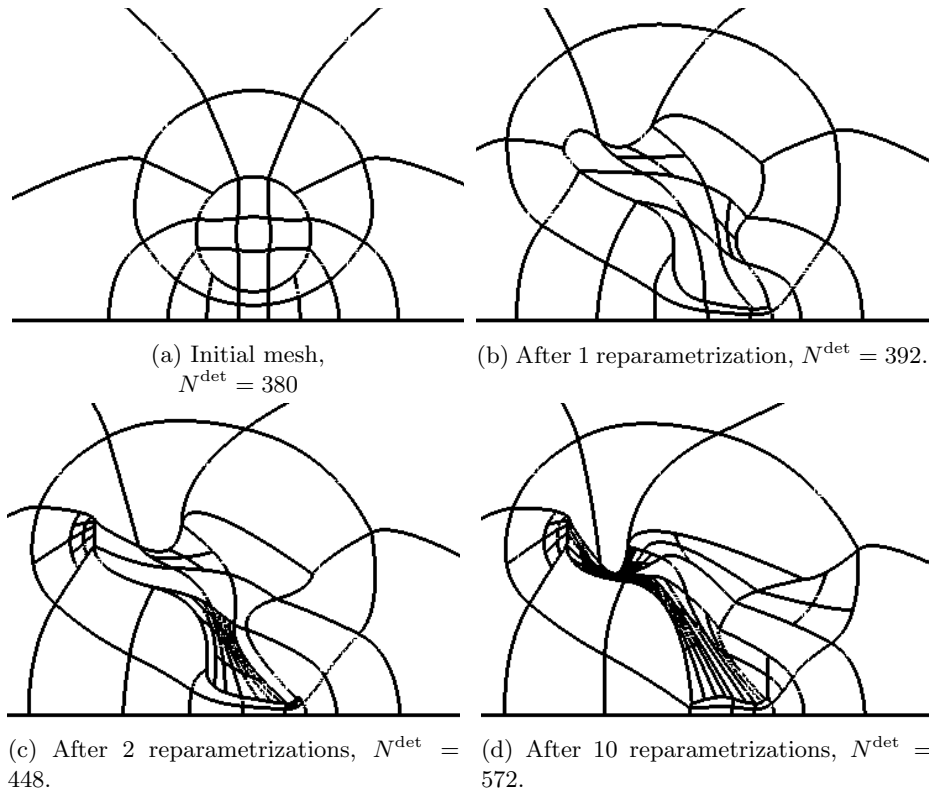 (a) Initial mesh,
N^det = 380
(b) After 1 reparametrization, N^det = 392.
(c) After 2 reparametrizations, N^det =
448.
(d) After 10 reparametrizations, N^det =
572.